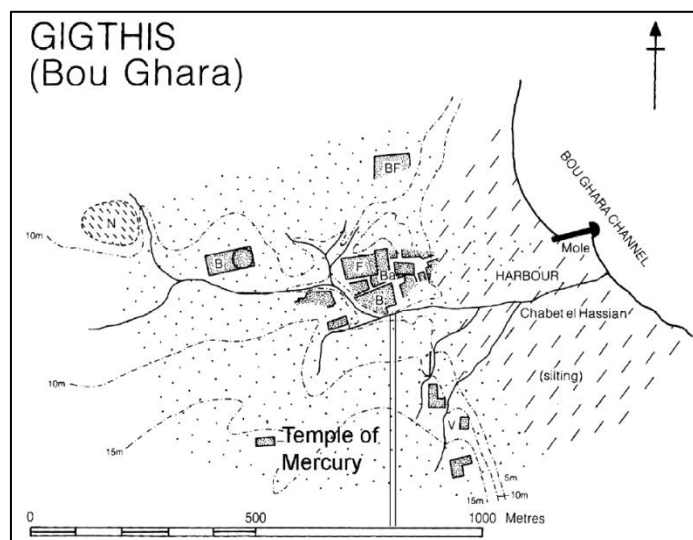 GIGTHIS
(Bou Ghara)
BF
N
10m
BOU GHARA CHANNEL
B
F
Mole
Ba
HARBOUR
B
Chabet el Hassian
10m
(silting)
Temple of
Mercury
V
15m
5m
10m
15m
0 500 1000 Metres